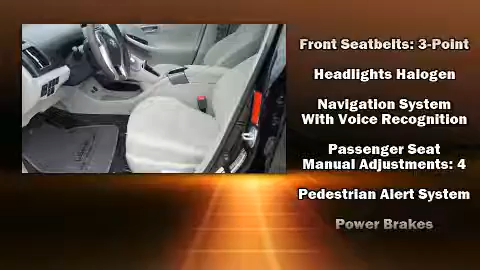 Front Seatbelts: 3-Point
Headlights Halogen
Navigation System
With Voice Recognition
Passenger Seat
Manual Adjustments: 4
Pedestrian Alert System
Power Brakes